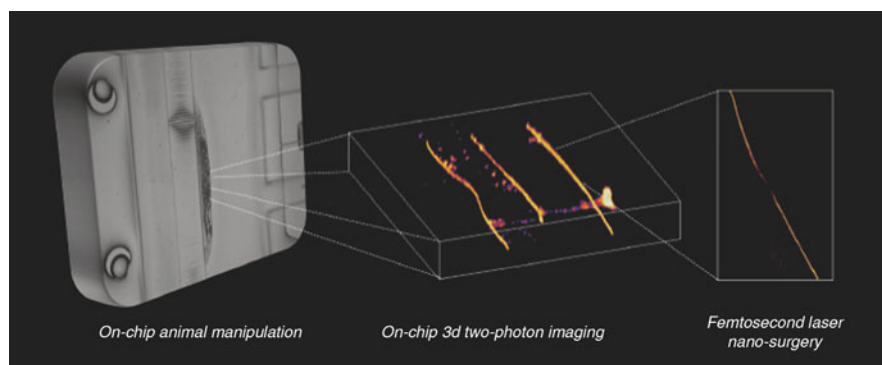 On-chip animal manipulation
On-chip 3d two-photon imaging
Femtosecond laser
nano-surgery